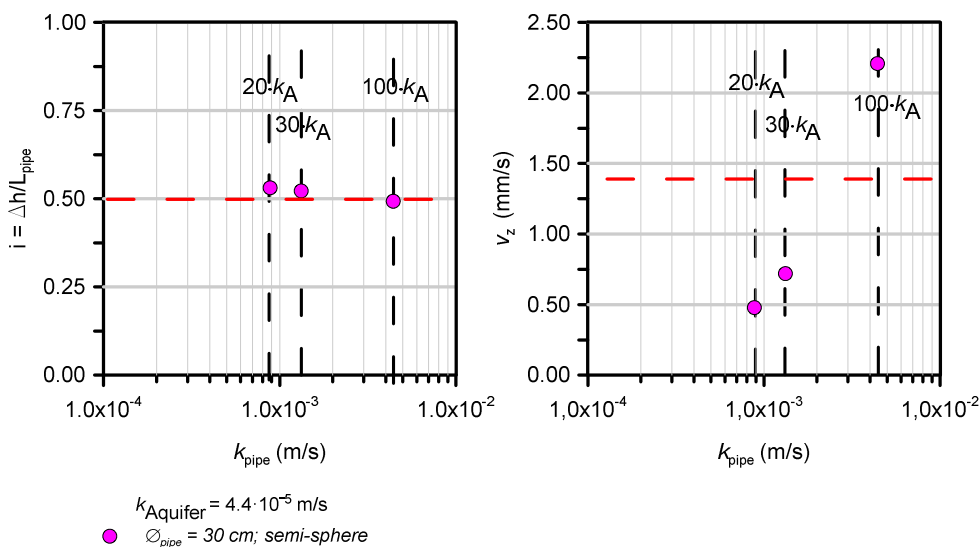 1.00
0.75
0.50
0.25
0.00
i = Δh/L_pipe
20·k_A
30·k_A
100·k_A
1.0x10⁻⁴
1.0x10⁻³
1.0x10⁻²
k_pipe (m/s)
2.50
2.00
1.50
1.00
0.50
0.00
v_z (mm/s)
20·k_A
30·k_A
100·k_A
1,0x10⁻⁴
1,0x10⁻³
1,0x10⁻²
k_pipe (m/s)
k_Aquifer = 4.4·10⁻⁵ m/s
∅_pipe = 30 cm; semi-sphere